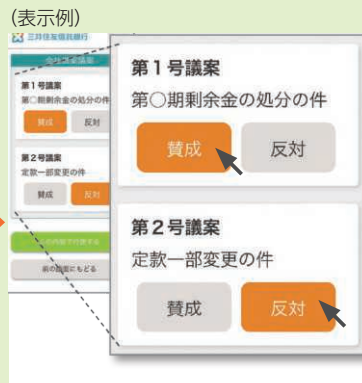 (表示例)
三井住友信託銀行
第1号議案
第○期剰余金の処分の件
賛成 反対
第2号議案
定款一部変更の件
賛成 反対
前の画面にもどる
第1号議案
第○期剰余金の処分の件
賛成 反対
第2号議案
定款一部変更の件
賛成 反対